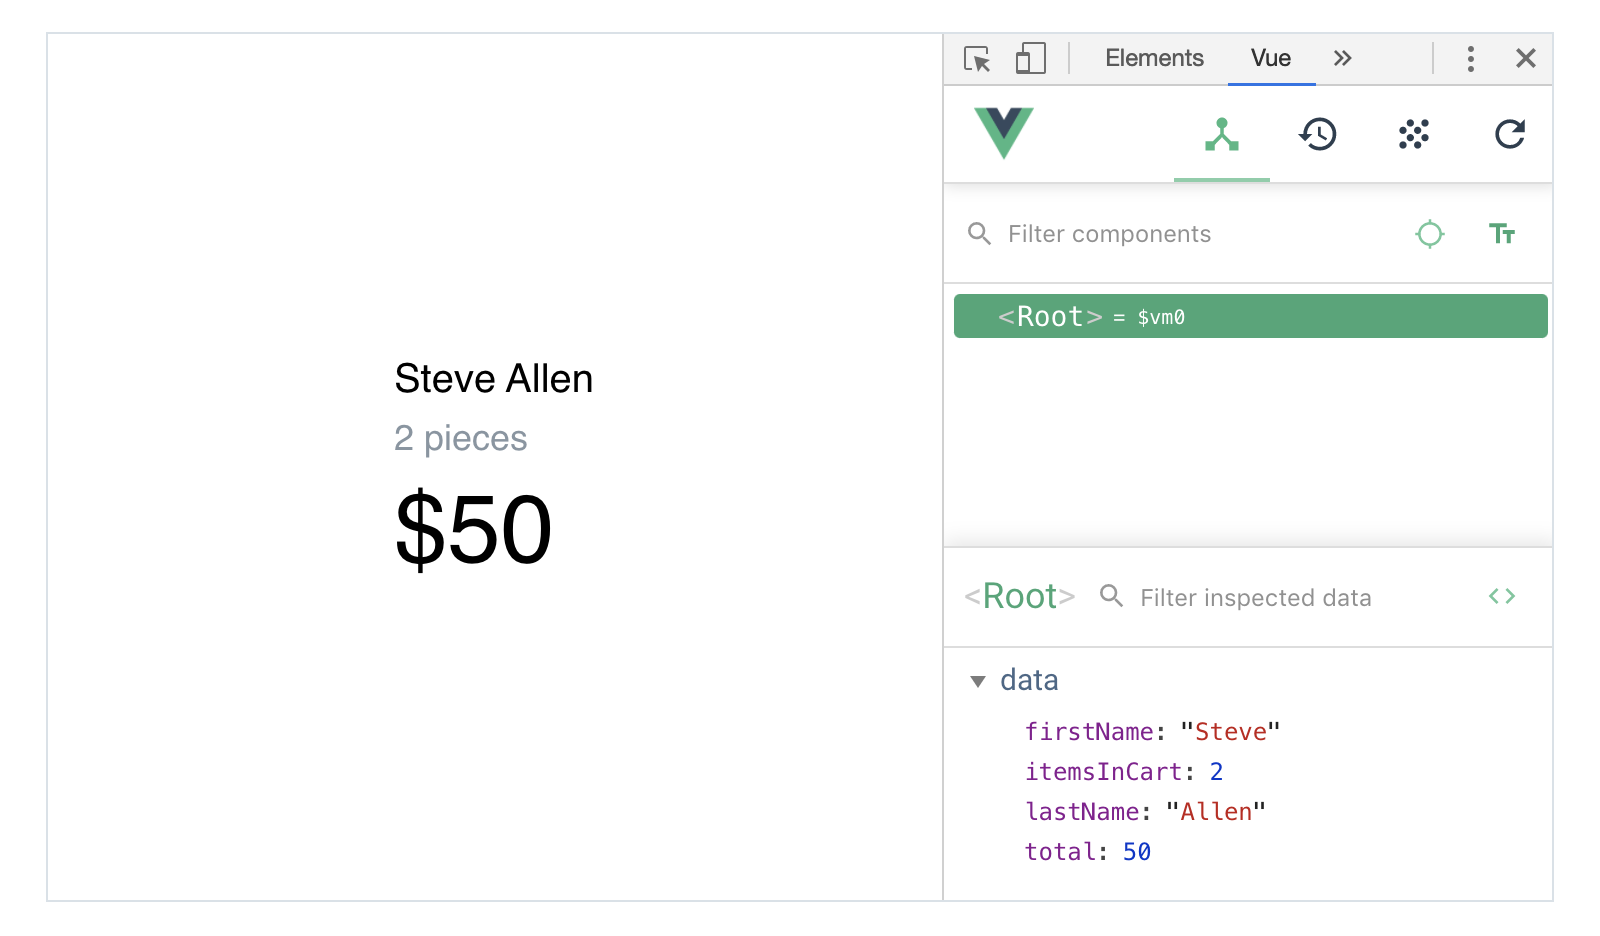 Steve Allen
2 pieces
$50
Elements Vue
Filter components
<Root> = $vm0
<Root> Filter inspected data
data
firstName: "Steve"
itemsInCart: 2
lastName: "Allen"
total: 50